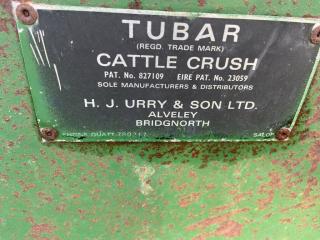 TUBAR
(REGD. TRADE MARK)
CATTLE CRUSH
PAT. No. 827109 EIRE PAT. No. 23059
SOLE MANUFACTURERS & DISTRIBUTORS
H. J. URRY & SON LTD.
ALVELEY
BRIDGNORTH
QUATT SALOP